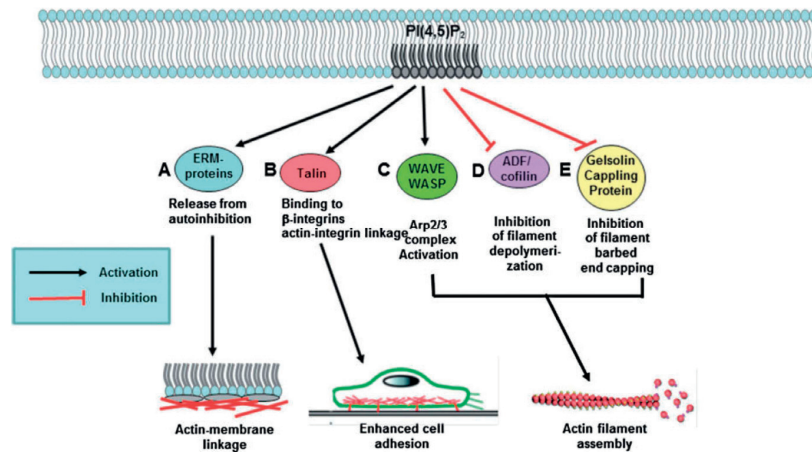 PI(4,5)P2
A
ERM-
proteins
Release from
autoinhibition
B
Talin
Binding to
β-integrins
actin-integrin linkage
C
WAVE
WASP
Arp2/3
complex
Activation
D
ADF/
cofilin
Inhibition
of filament
depolymeri-
zation
E
Gelsolin
Cappling
Protein
Inhibition
of filament
barbed
end capping
Activation
Inhibition
Actin-membrane
linkage
Enhanced cell
adhesion
Actin filament
assembly